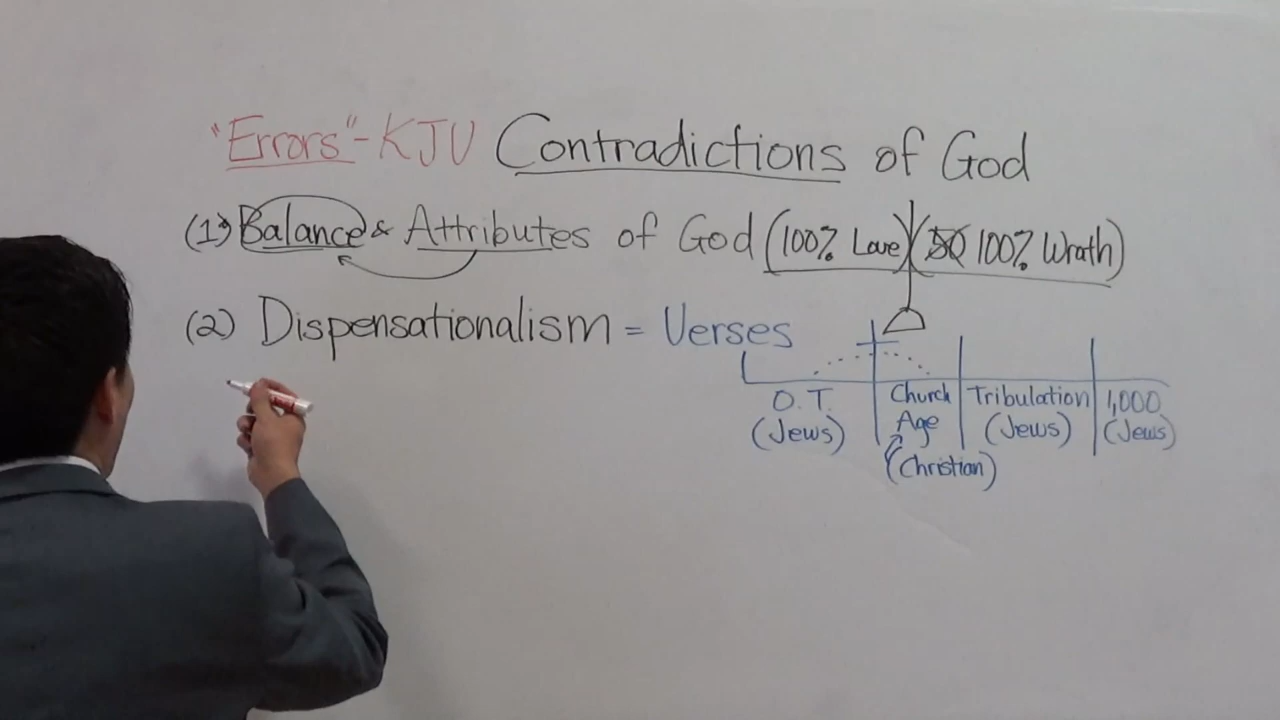 "Errors"-KJV Contradictions of God
(1) Balance & Attributes of God (100% Love)(50 100% Wrath)
(2) Dispensationalism = Verses
O.T. Church Tribulation 1,000
(Jews) Age (Jews) (Jews)
(Christian)